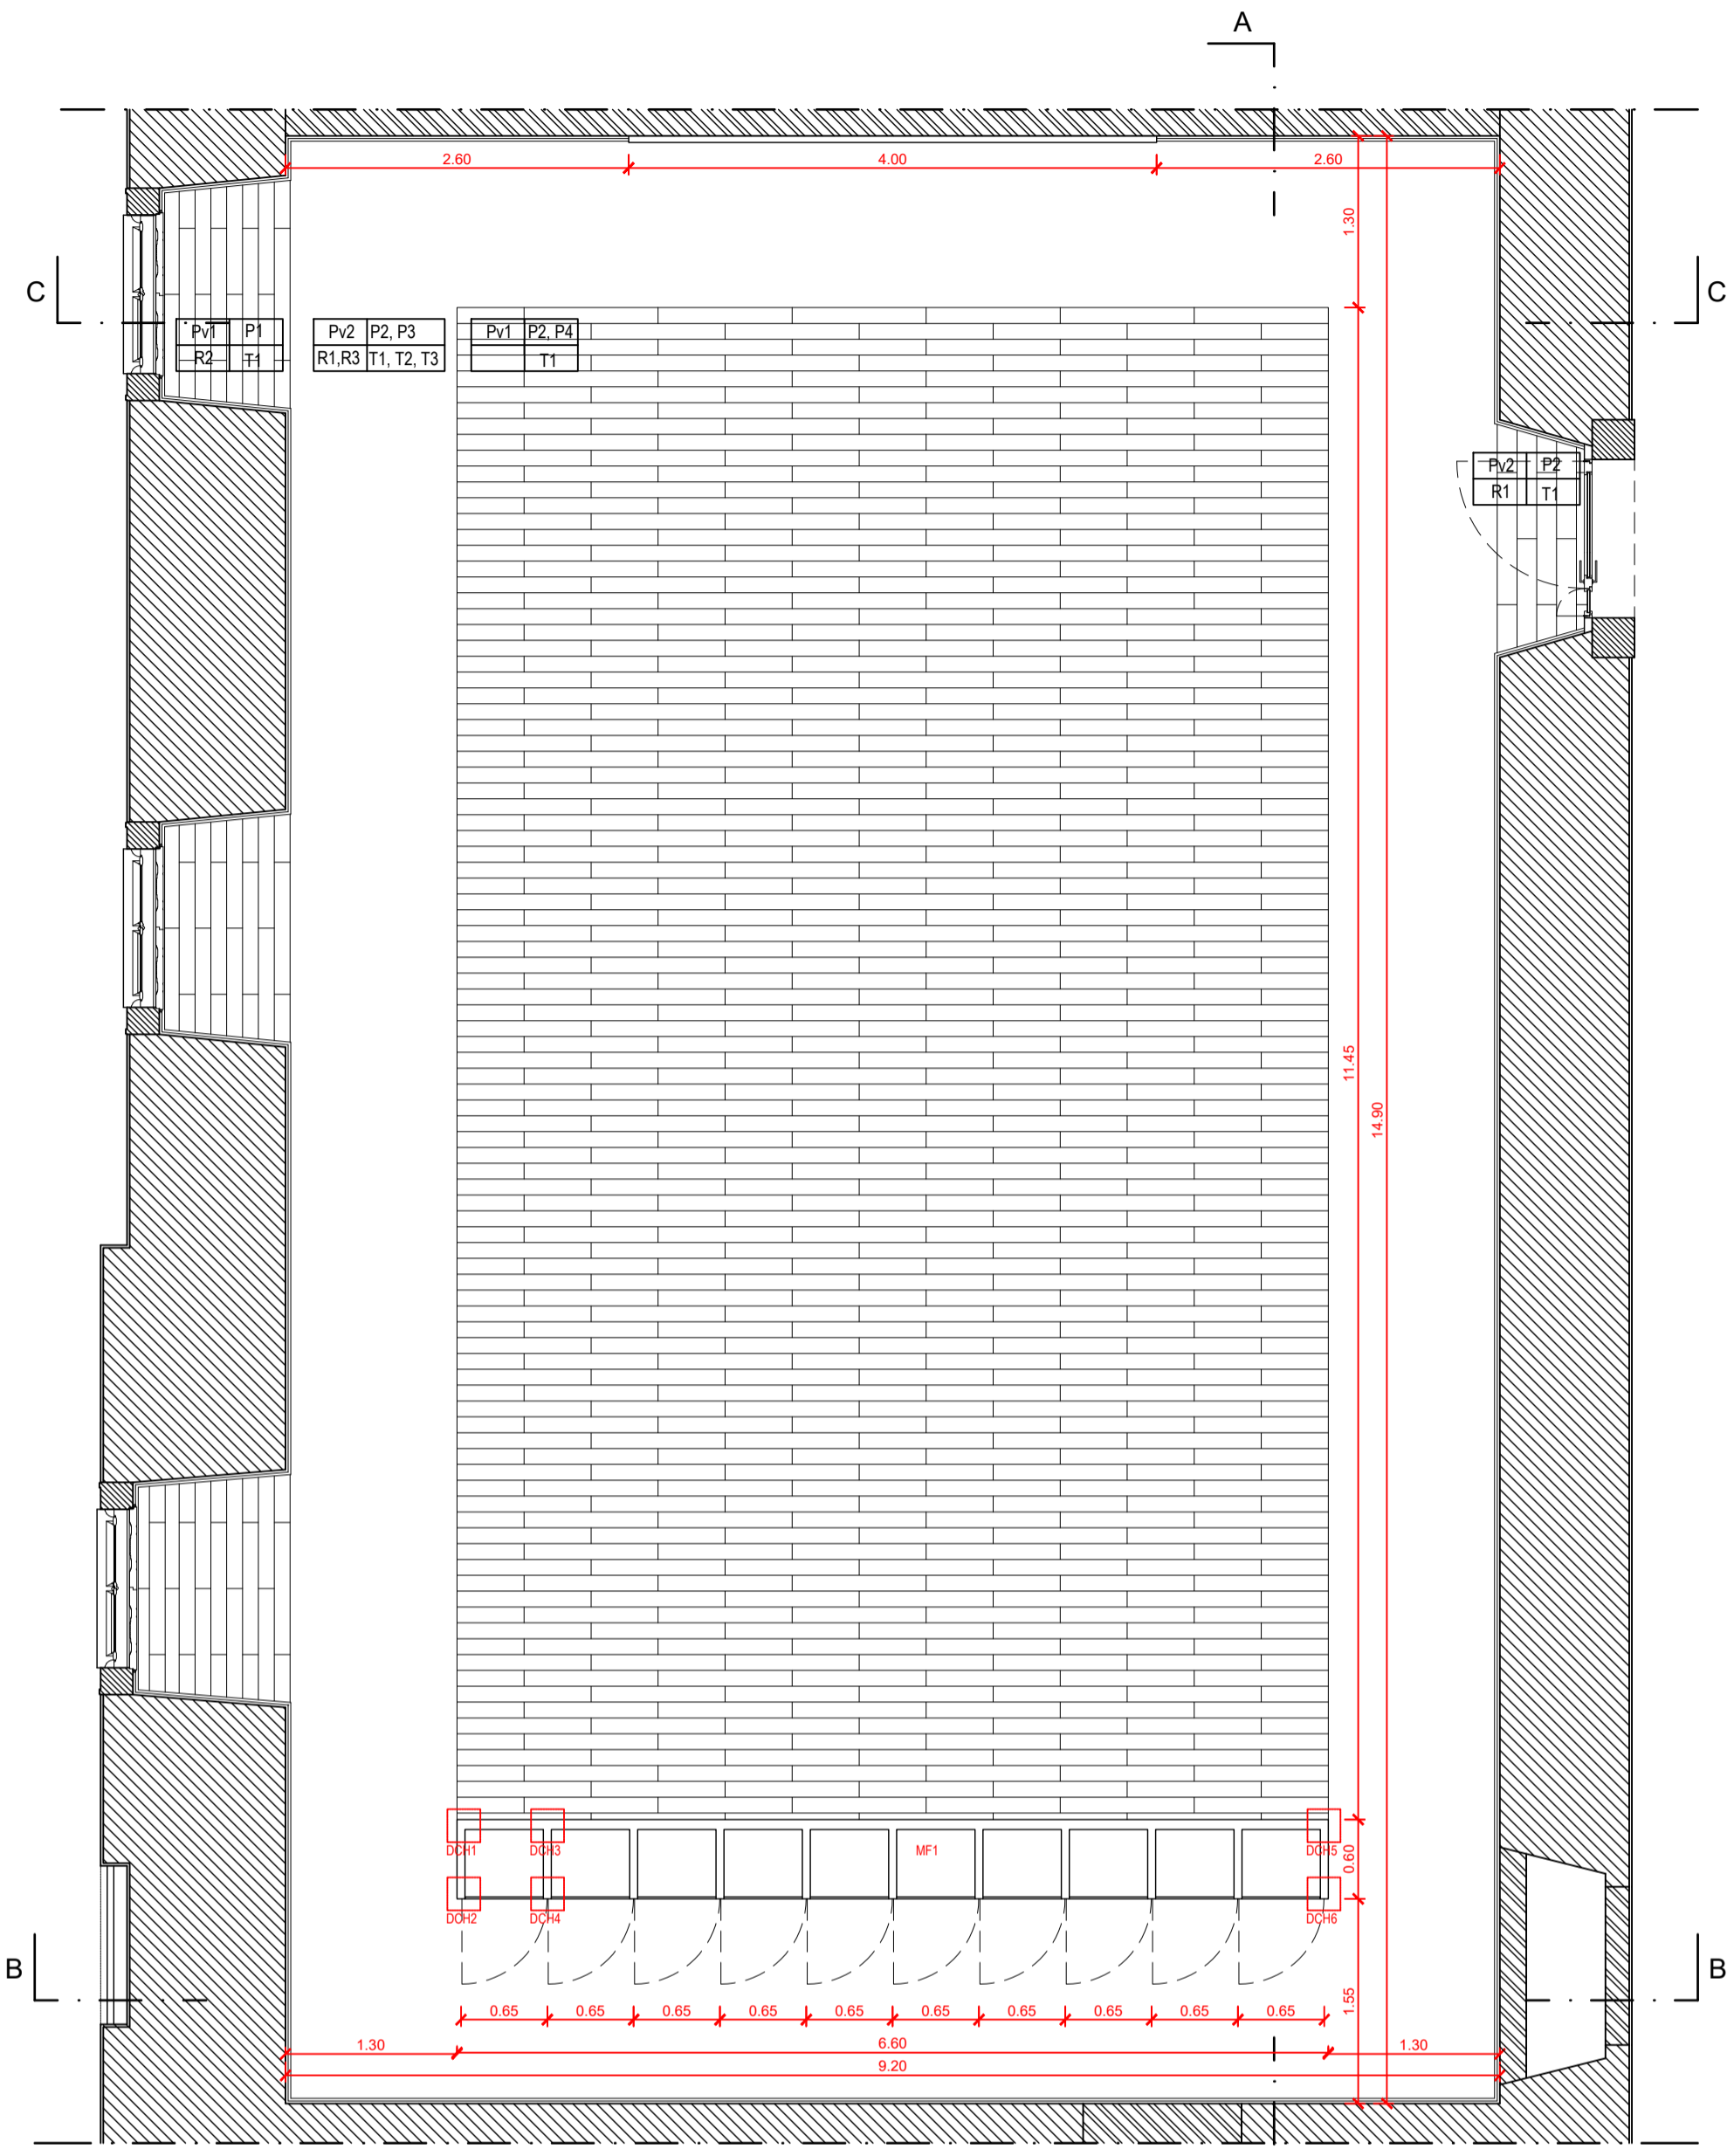 A
2.60 4.00 2.60
1.30
C C
Pv1 P1 Pv2 P2, P3 Pv1 P2, P4
R2 T1 R1,R3 T1, T2, T3 T1
Pv2 P2
R1 T1
11.45
14.90
DCH1 DCH3 MF1 DCH5
0.60
DCH2 DCH4 DCH6
B B
1.55
0.65 0.65 0.65 0.65 0.65 0.65 0.65 0.65 0.65 0.65
1.30 6.60 1.30
9.20